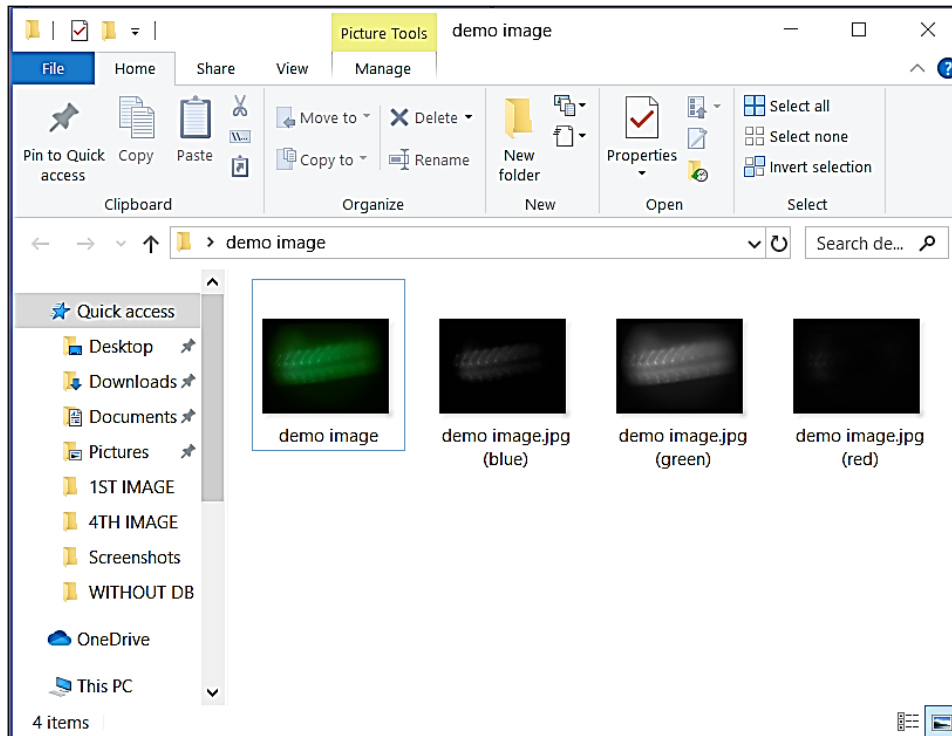 Picture Tools
demo image
File
Home
Share
View
Manage
Pin to Quick
access
Copy
Paste
Clipboard
Move to
Copy to
Delete
Rename
Organize
New
folder
New
Properties
Open
Select all
Select none
Invert selection
Select
demo image
Search de...
Quick access
Desktop
Downloads
Documents
Pictures
1ST IMAGE
4TH IMAGE
Screenshots
WITHOUT DB
OneDrive
This PC
demo image
demo image.jpg
(blue)
demo image.jpg
(green)
demo image.jpg
(red)
4 items